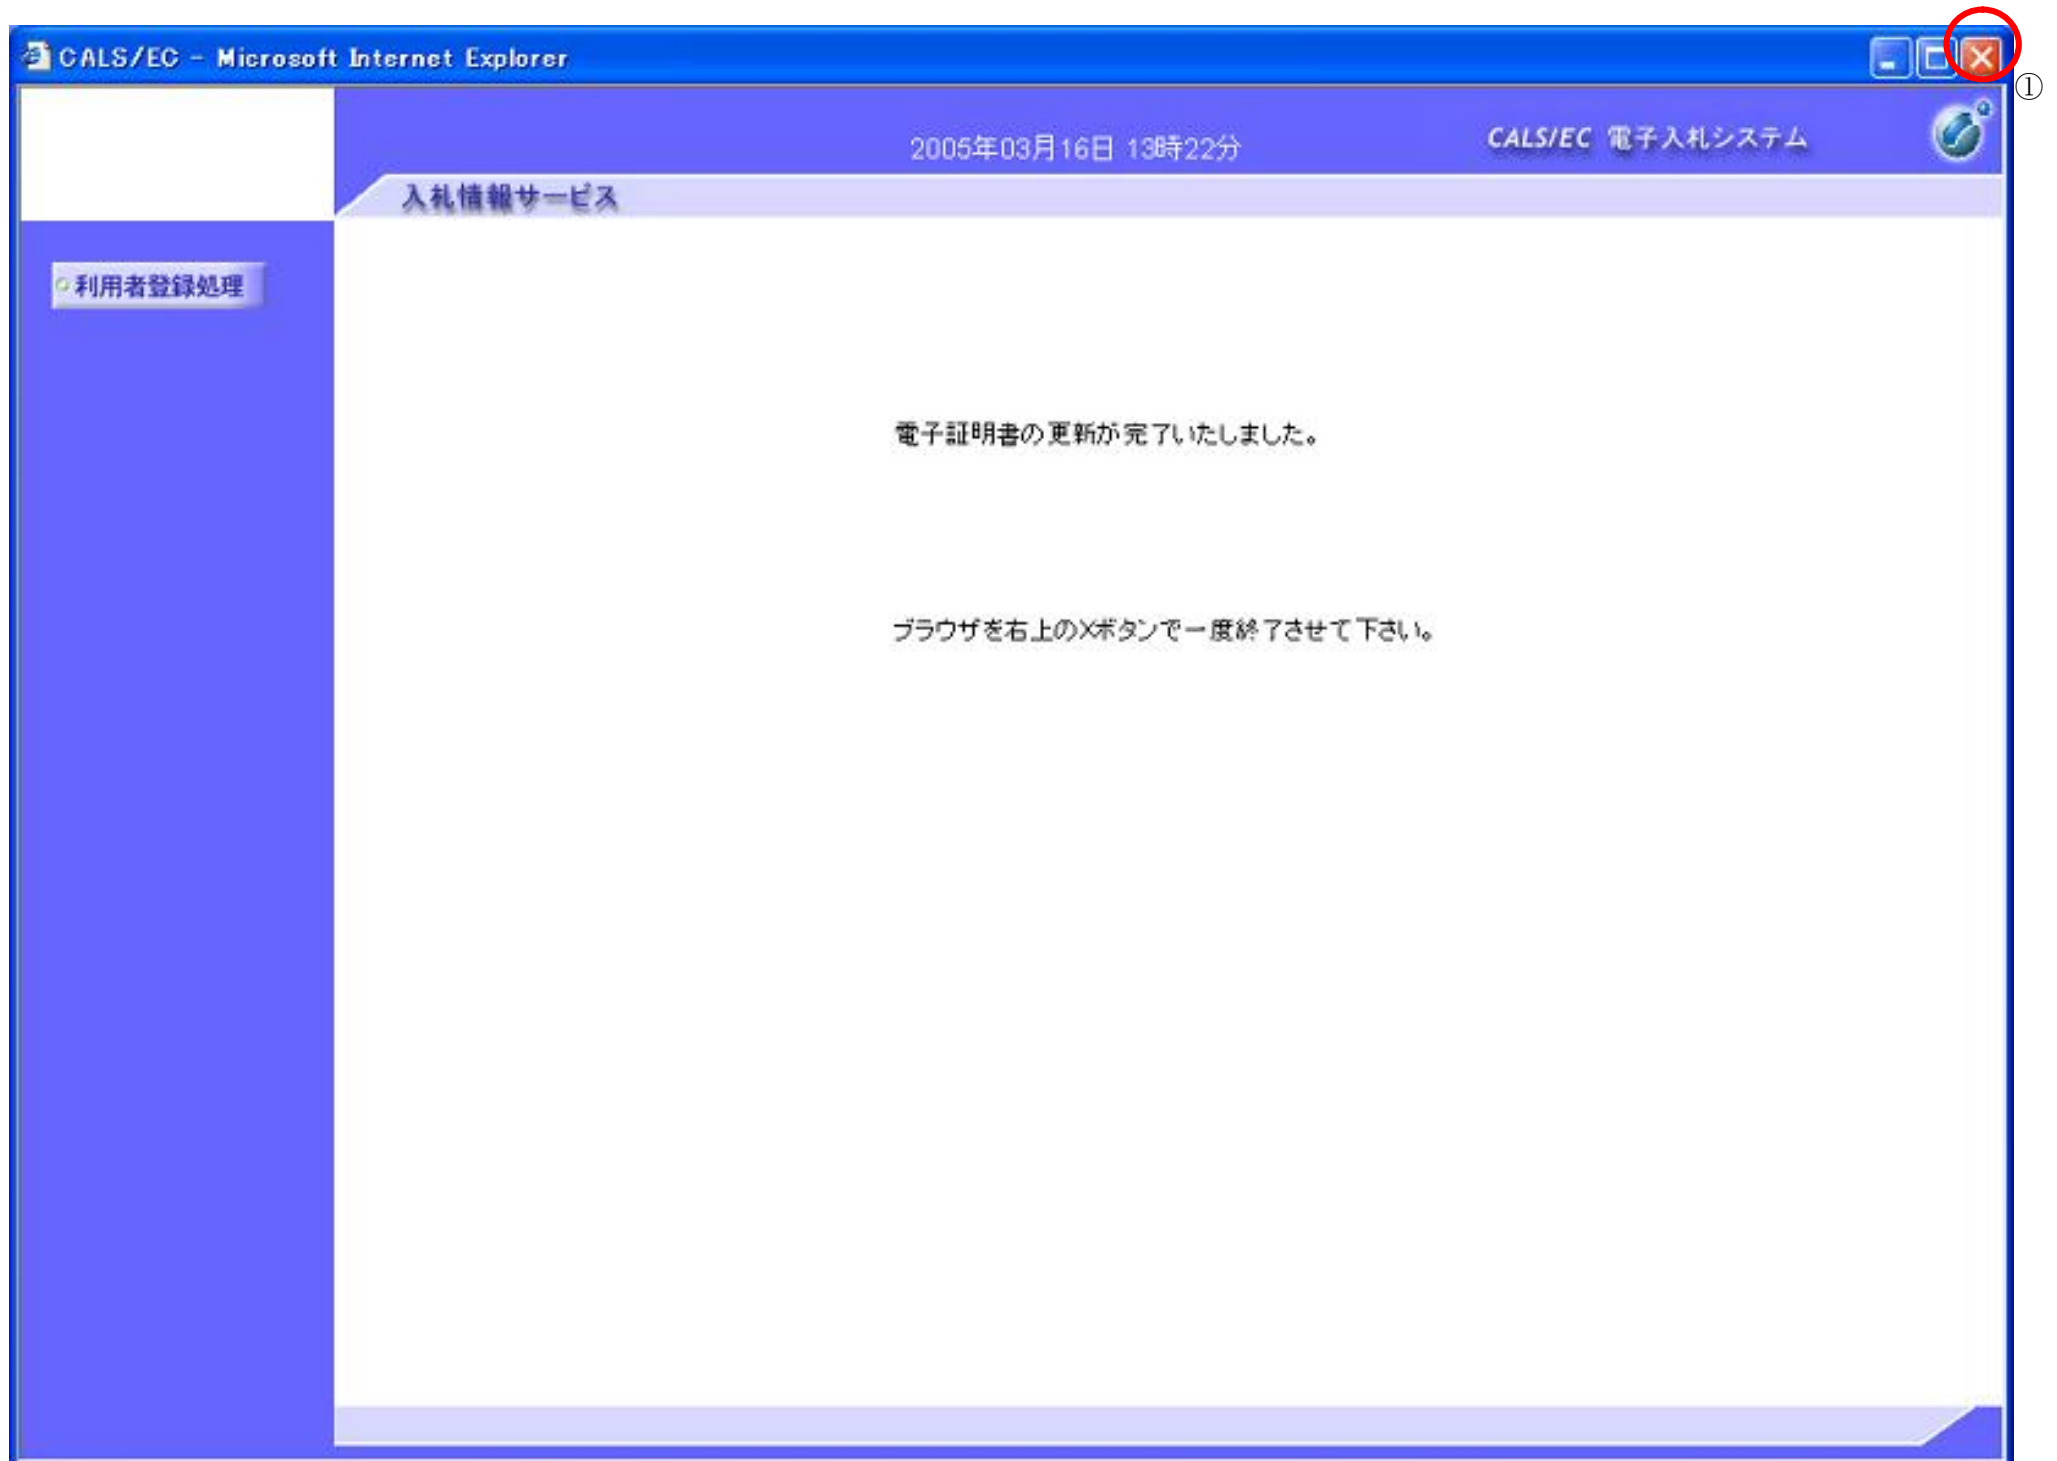 CALS/EC - Microsoft Internet Explorer
①
2005年03月16日 13時22分
CALS/EC 電子入札システム
入札情報サービス
利用者登録処理
電子証明書の更新が完了いたしました。
ブラウザを右上のXボタンで一度終了させて下さい。